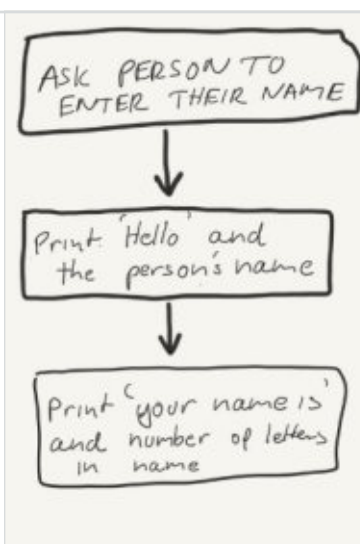 ASK PERSON TO
ENTER THEIR NAME
Print 'Hello' and
the person's name
Print 'your name is'
and number of letters
in name